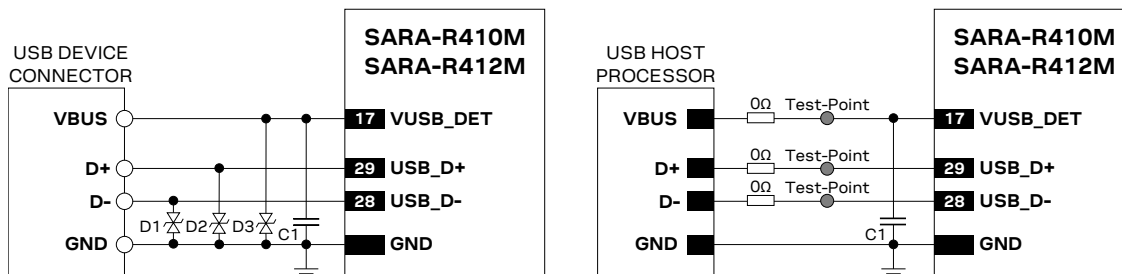 USB DEVICE
CONNECTOR
VBUS
D+
D-
GND
D1
D2
D3
C1
SARA-R410M
SARA-R412M
17 VUSB_DET
29 USB_D+
28 USB_D-
GND
USB HOST
PROCESSOR
VBUS
D+
D-
GND
0Ω Test-Point
0Ω Test-Point
0Ω Test-Point
C1
SARA-R410M
SARA-R412M
17 VUSB_DET
29 USB_D+
28 USB_D-
GND